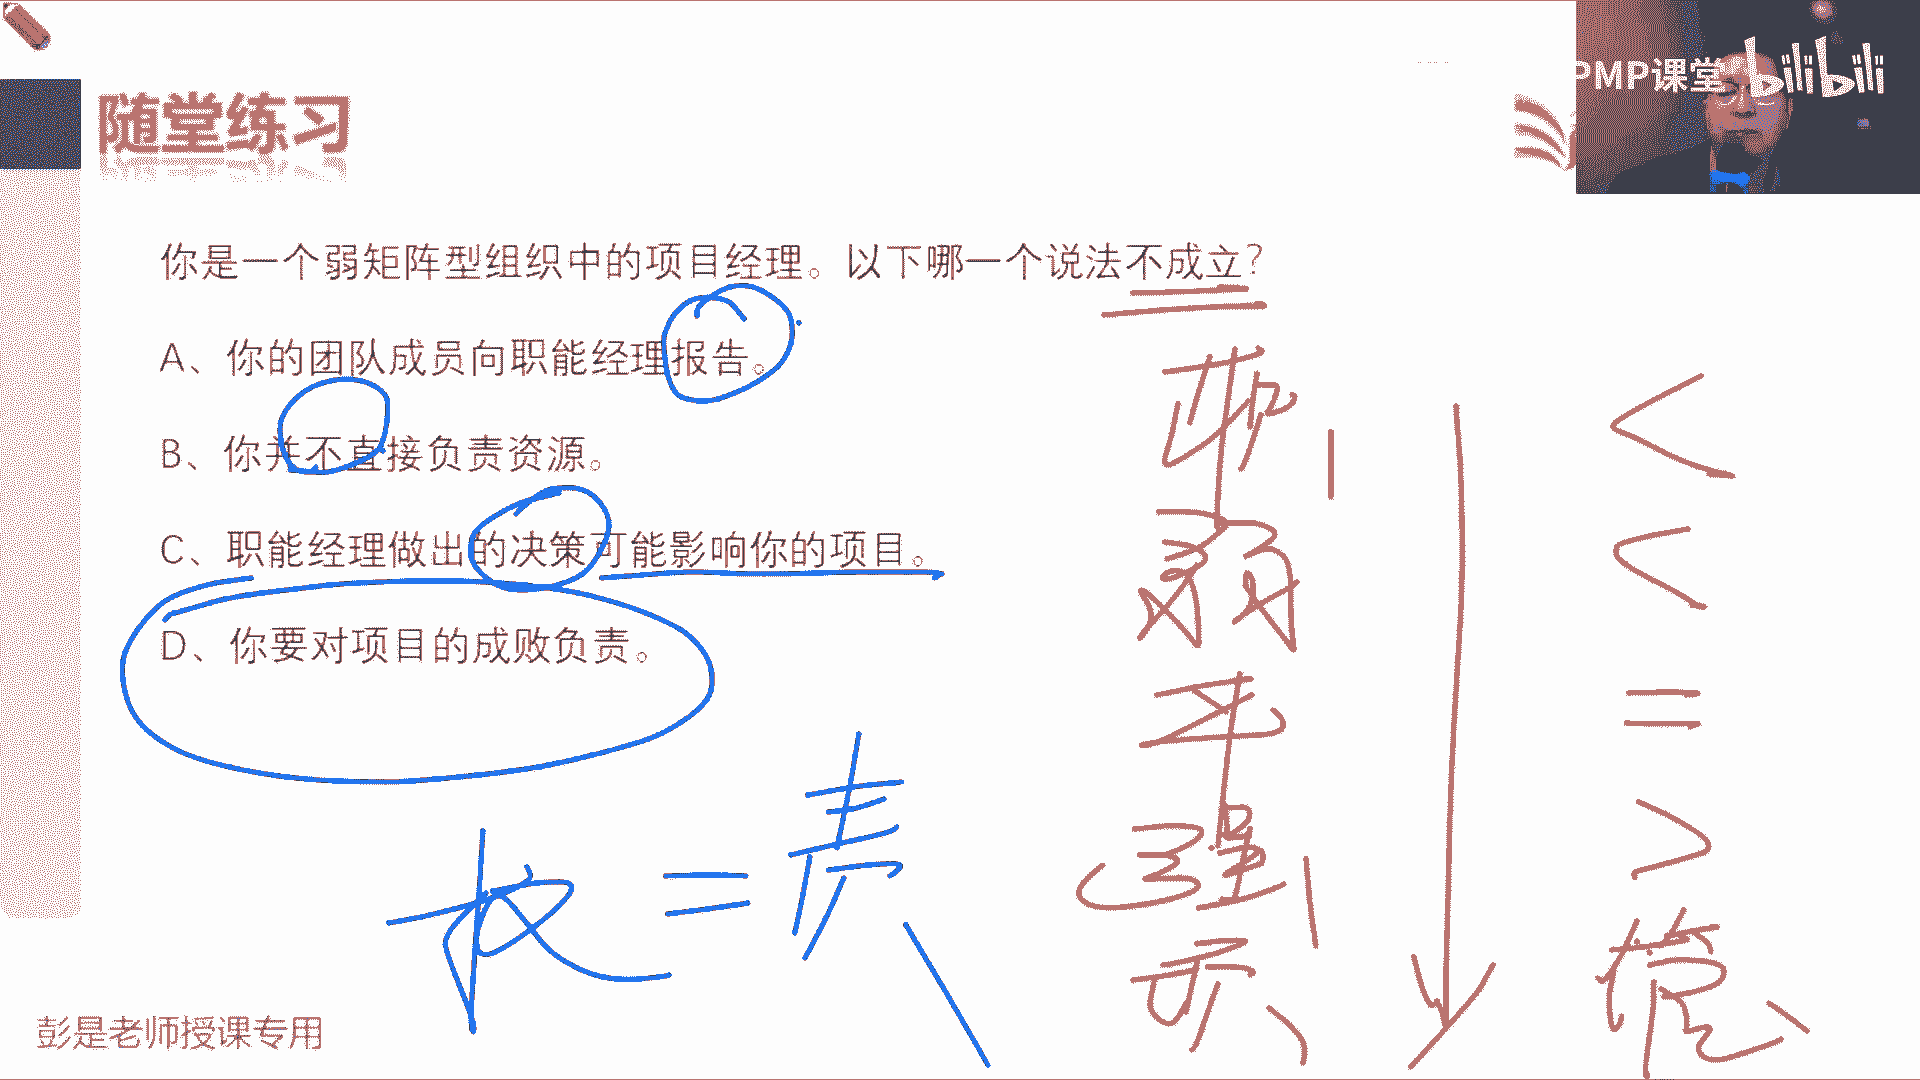 PMP课堂 bilibili
随堂练习
你是一个弱矩阵型组织中的项目经理。以下哪一个说法不成立？
A、你的团队成员向职能经理报告。
B、你并不直接负责资源。
C、职能经理做出的决策可能影响你的项目。
D、你要对项目的成败负责。
职 <
弱 <
平 =
强 >
项
权 = 责
彭是老师授课专用